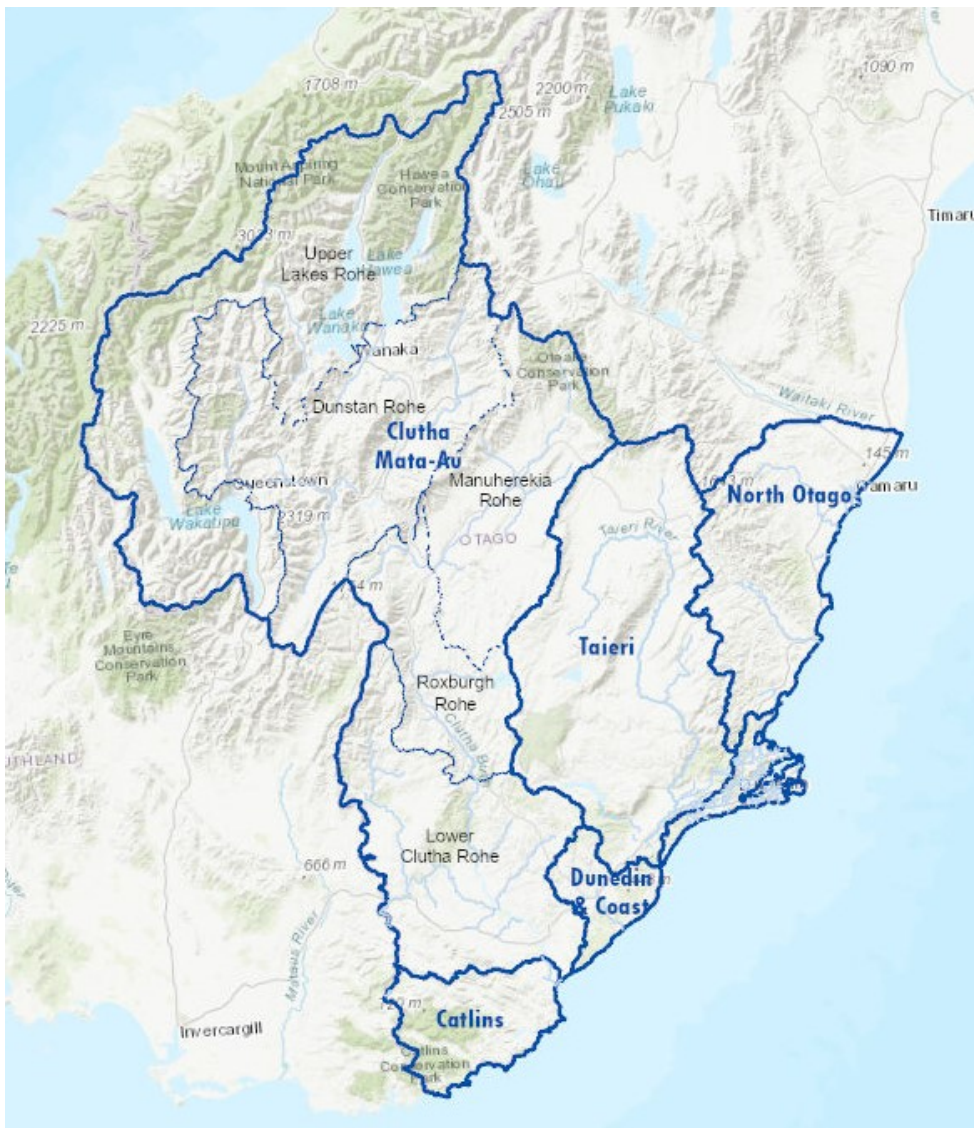 1708 m
2200 m
1090 m
Lake
Pukaki
2505 m
Mount Aspiring
National Park
Hawea
Conservation
Park
Lake
Ohau
Timaru
Upper
Lakes Rohe
Lake
Hawea
2225 m
Lake
Wanaka
Wanaka
Oteake
Conservation
Park
Waitaki River
Dunstan Rohe
Clutha
Mata-Au
145 m
Manuherekia
Rohe
Queenstown
North Otago
Oamaru
Lake
Wakatipu
2319 m
OTAGO
Taieri River
Eyre
Mountains
Conservation
Park
Taieri
Roxburgh
Rohe
Clutha
Lower
Clutha Rohe
666 m
Dunedin
& Coast
Mataura River
720 m
Catlins
Invercargill
Catlins
Conservation
Park